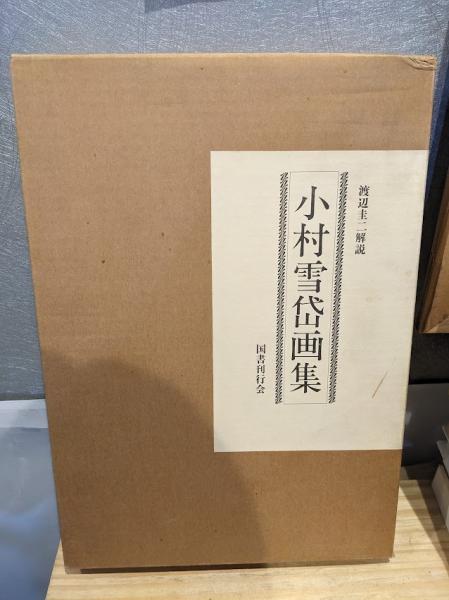 渡辺圭二解説
小村雪岱画集
国書刊行会